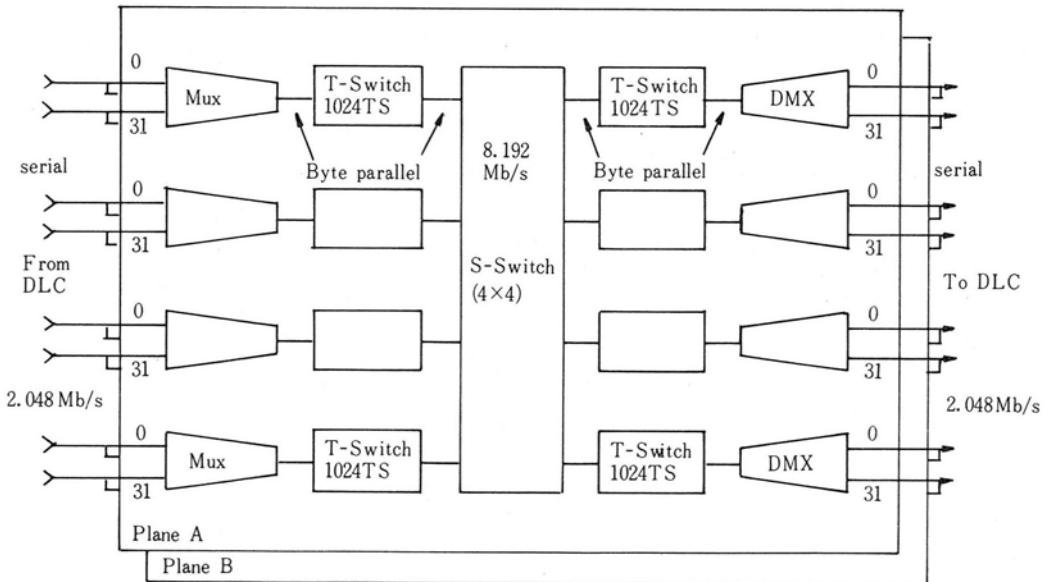 0
Mux
31
T-Switch
1024TS
T-Switch
1024TS
DMX
0
31
serial
Byte parallel
8.192
Mb/s
Byte parallel
serial
0
31
0
31
From
DLC
S-Switch
(4×4)
To DLC
0
31
0
31
2.048Mb/s
2.048Mb/s
0
Mux
31
T-Switch
1024TS
T-Switch
1024TS
DMX
0
31
Plane A
Plane B